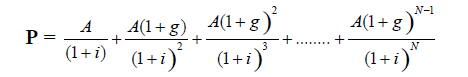 P = A/(1+i) + A(1+g)/(1+i)^2 + A(1+g)^2/(1+i)^3 + ........ + A(1+g)^{N-1}/(1+i)^N